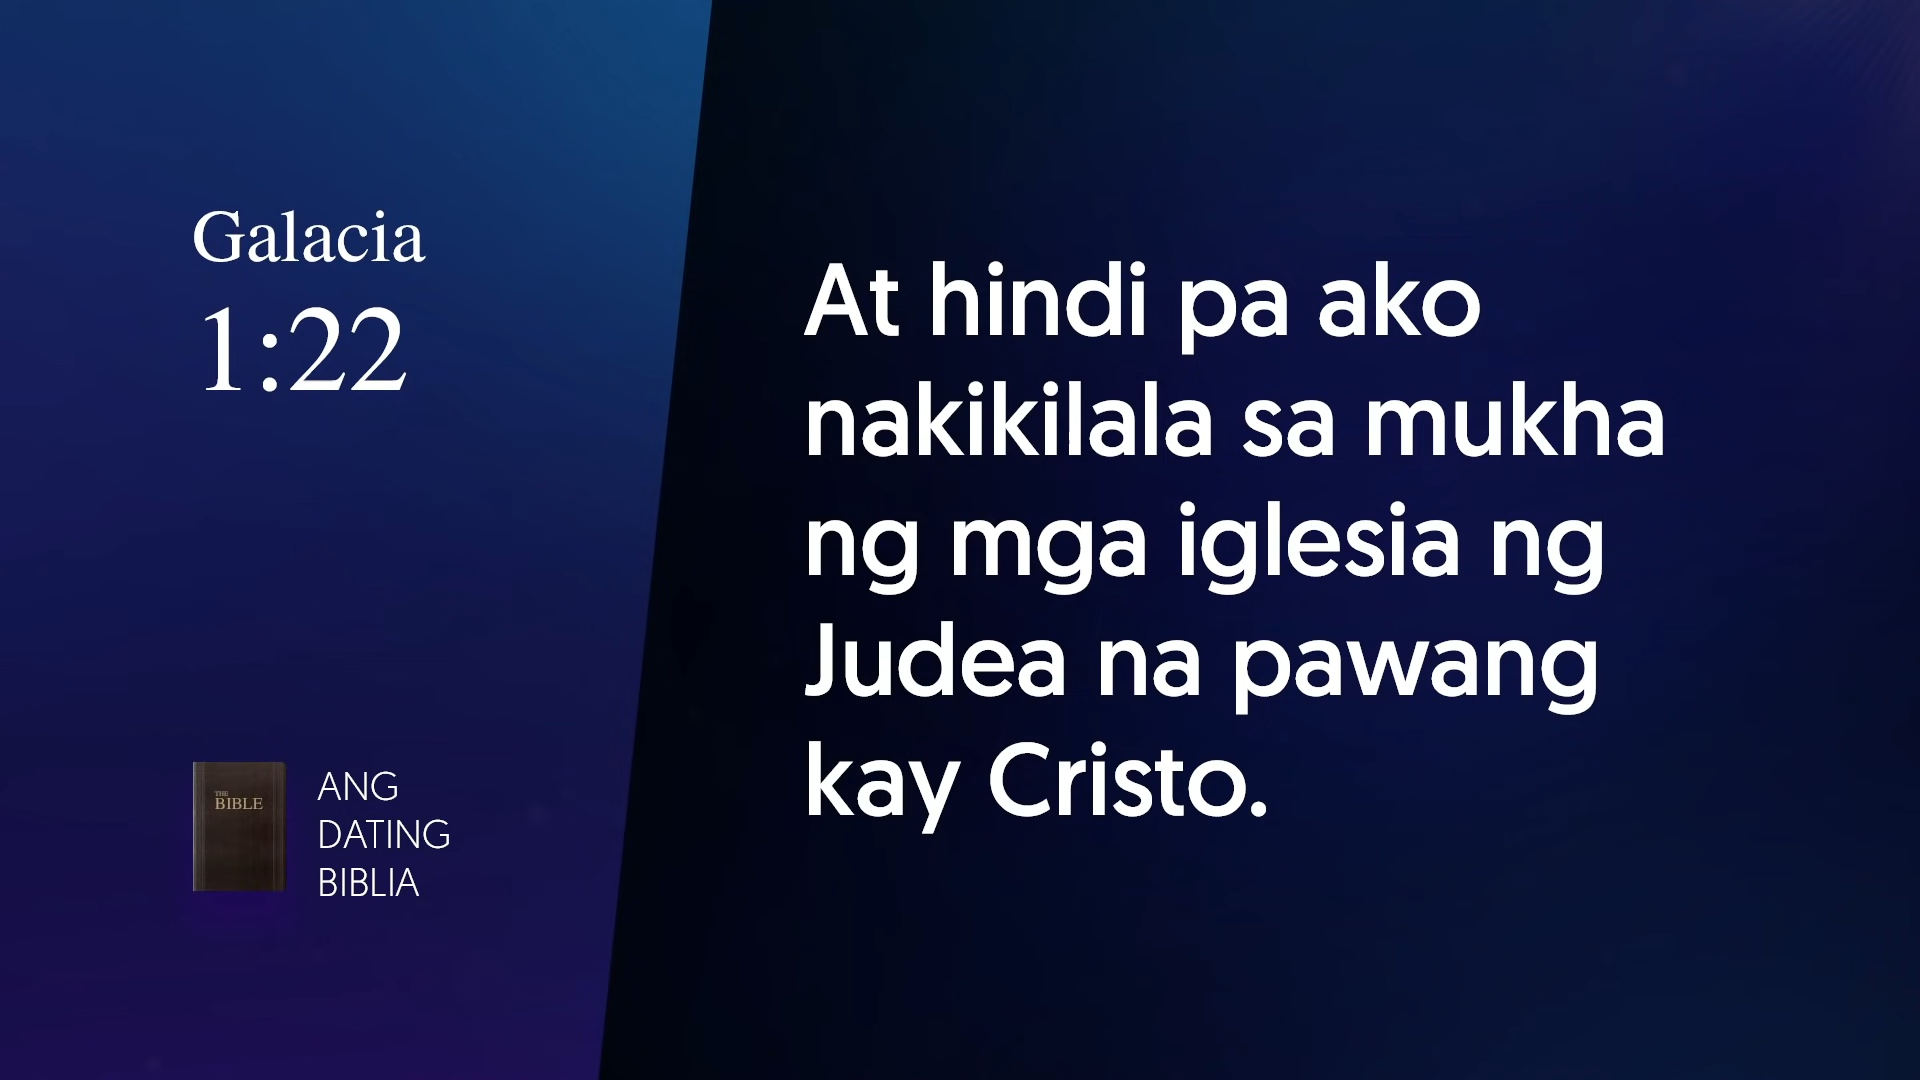 Galacia
1:22
At hindi pa ako
nakikilala sa mukha
ng mga iglesia ng
Judea na pawang
kay Cristo.
THE
BIBLE
ANG
DATING
BIBLIA